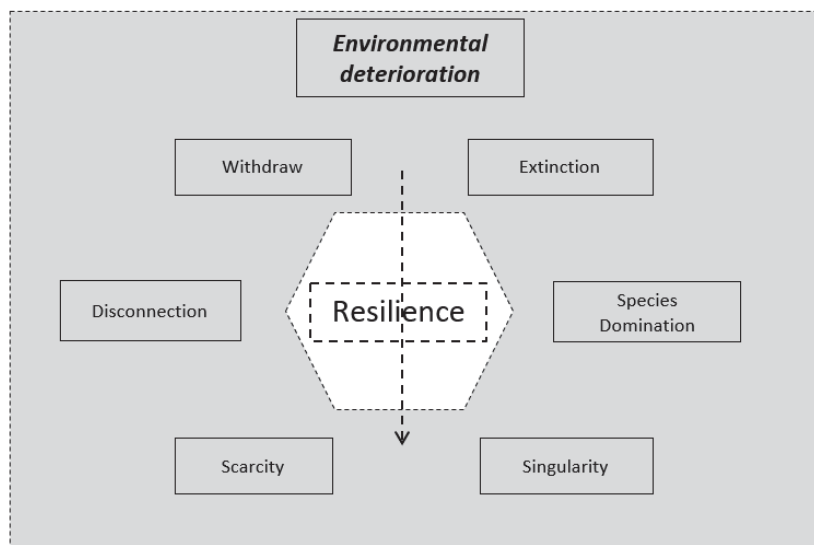 Environmental
deterioration
Withdraw
Extinction
Disconnection
Resilience
Species
Domination
Scarcity
Singularity